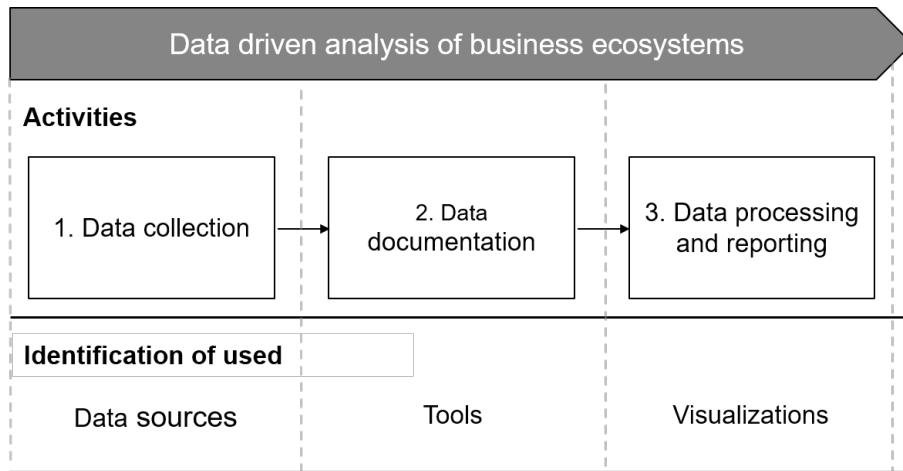 Data driven analysis of business ecosystems
Activities
1. Data collection
2. Data
documentation
3. Data processing
and reporting
Identification of used
Data sources
Tools
Visualizations